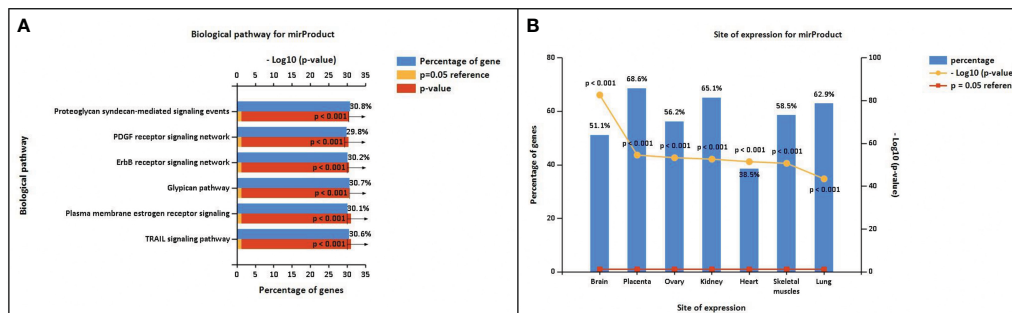 A
Biological pathway for mirProduct
- Log10 (p-value)
0 5 10 15 20 25 30 35
Percentage of gene
p=0.05 reference
p-value
Biological pathway
Proteoglycan syndecan-mediated signaling events
30.8%
p < 0.001
PDGF receptor signaling network
29.8%
p < 0.001
ErbB receptor signaling network
30.2%
p < 0.001
Glypican pathway
30.7%
p < 0.001
Plasma membrane estrogen receptor signaling
30.1%
p < 0.001
TRAIL signaling pathway
30.6%
p < 0.001
0 5 10 15 20 25 30 35
Percentage of genes
B
Site of expression for mirProduct
percentage
- Log10 (p-value)
p = 0.05 referenc
Percentage of genes
80
60
40
20
0
- Log10 (p-value)
100
80
60
40
20
0
p < 0.001
51.1%
68.6%
p < 0.001
56.2%
p < 0.001
65.1%
p < 0.001
p < 0.001
38.5%
58.5%
p < 0.001
62.9%
p < 0.001
Brain Placenta Ovary Kidney Heart Skeletal muscles Lung
Site of expression